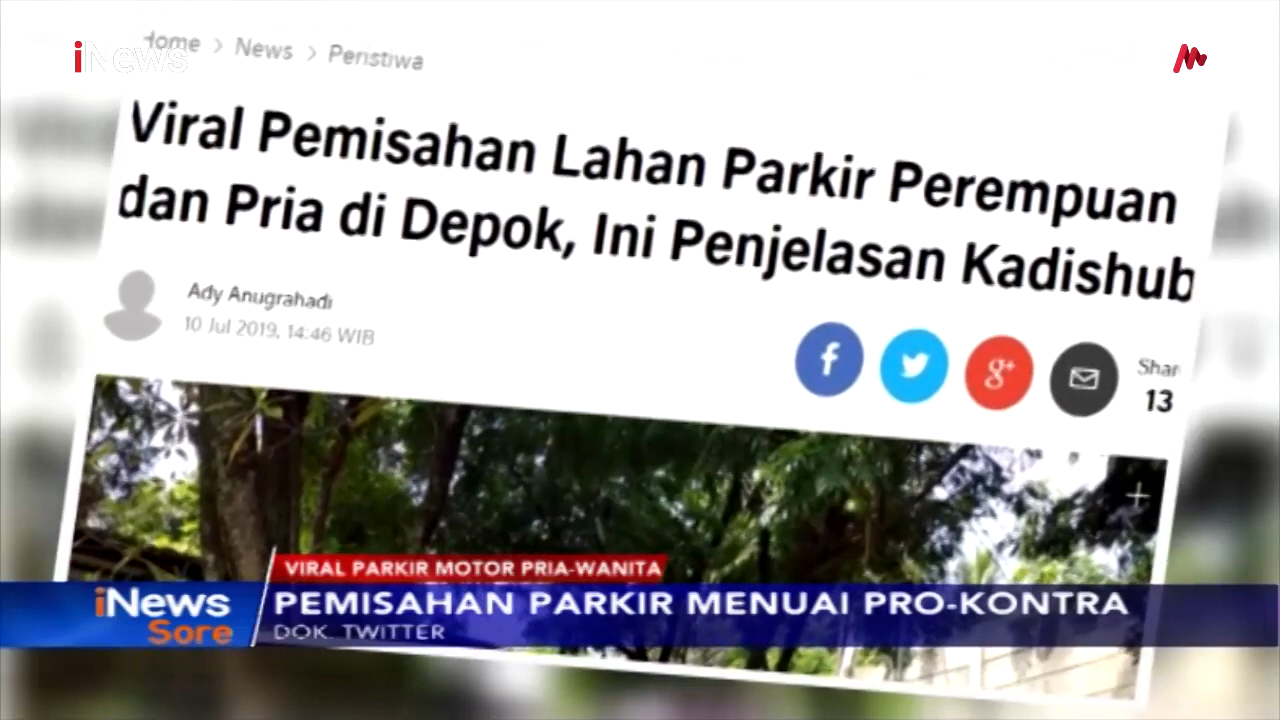 iNews
Home > News > Peristiwa
Viral Pemisahan Lahan Parkir Perempuan
dan Pria di Depok, Ini Penjelasan Kadishub
Ady Anugrahadi
10 Jul 2019, 14:46 WIB
Shar
13
VIRAL PARKIR MOTOR PRIA-WANITA
iNews
Sore
PEMISAHAN PARKIR MENUAI PRO-KONTRA
DOK. TWITTER